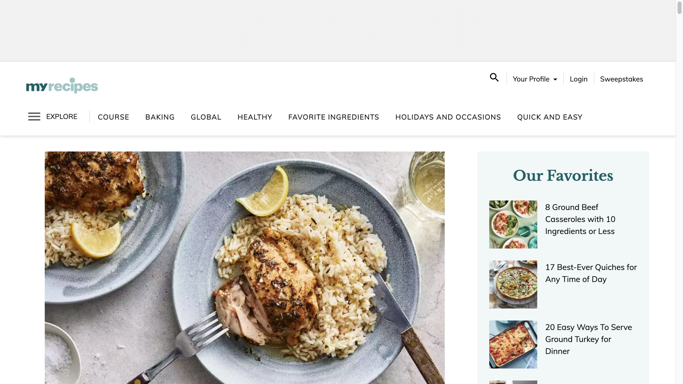 myrecipes
Your Profile
Login
Sweepstakes
EXPLORE
COURSE
BAKING
GLOBAL
HEALTHY
FAVORITE INGREDIENTS
HOLIDAYS AND OCCASIONS
QUICK AND EASY
Our Favorites
8 Ground Beef
Casseroles with 10
Ingredients or Less
17 Best-Ever Quiches for
Any Time of Day
20 Easy Ways To Serve
Ground Turkey for
Dinner